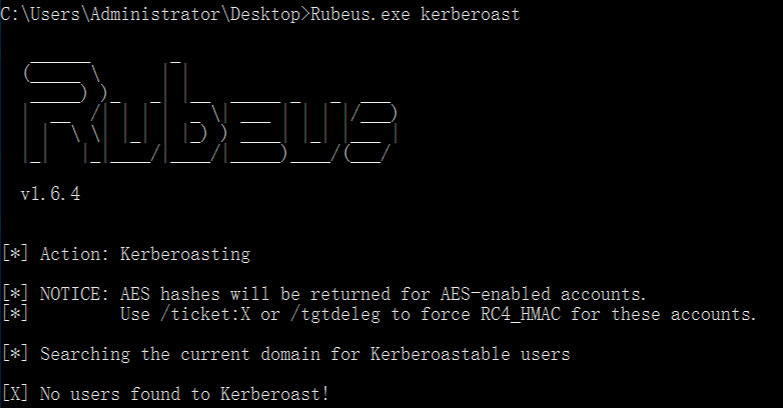 C:\Users\Administrator\Desktop>Rubeus.exe kerberoast
Rubeus
v1.6.4
[*] Action: Kerberoasting
[*] NOTICE: AES hashes will be returned for AES-enabled accounts.
[*]         Use /ticket:X or /tgtdeleg to force RC4_HMAC for these accounts.
[*] Searching the current domain for Kerberoastable users
[X] No users found to Kerberoast!